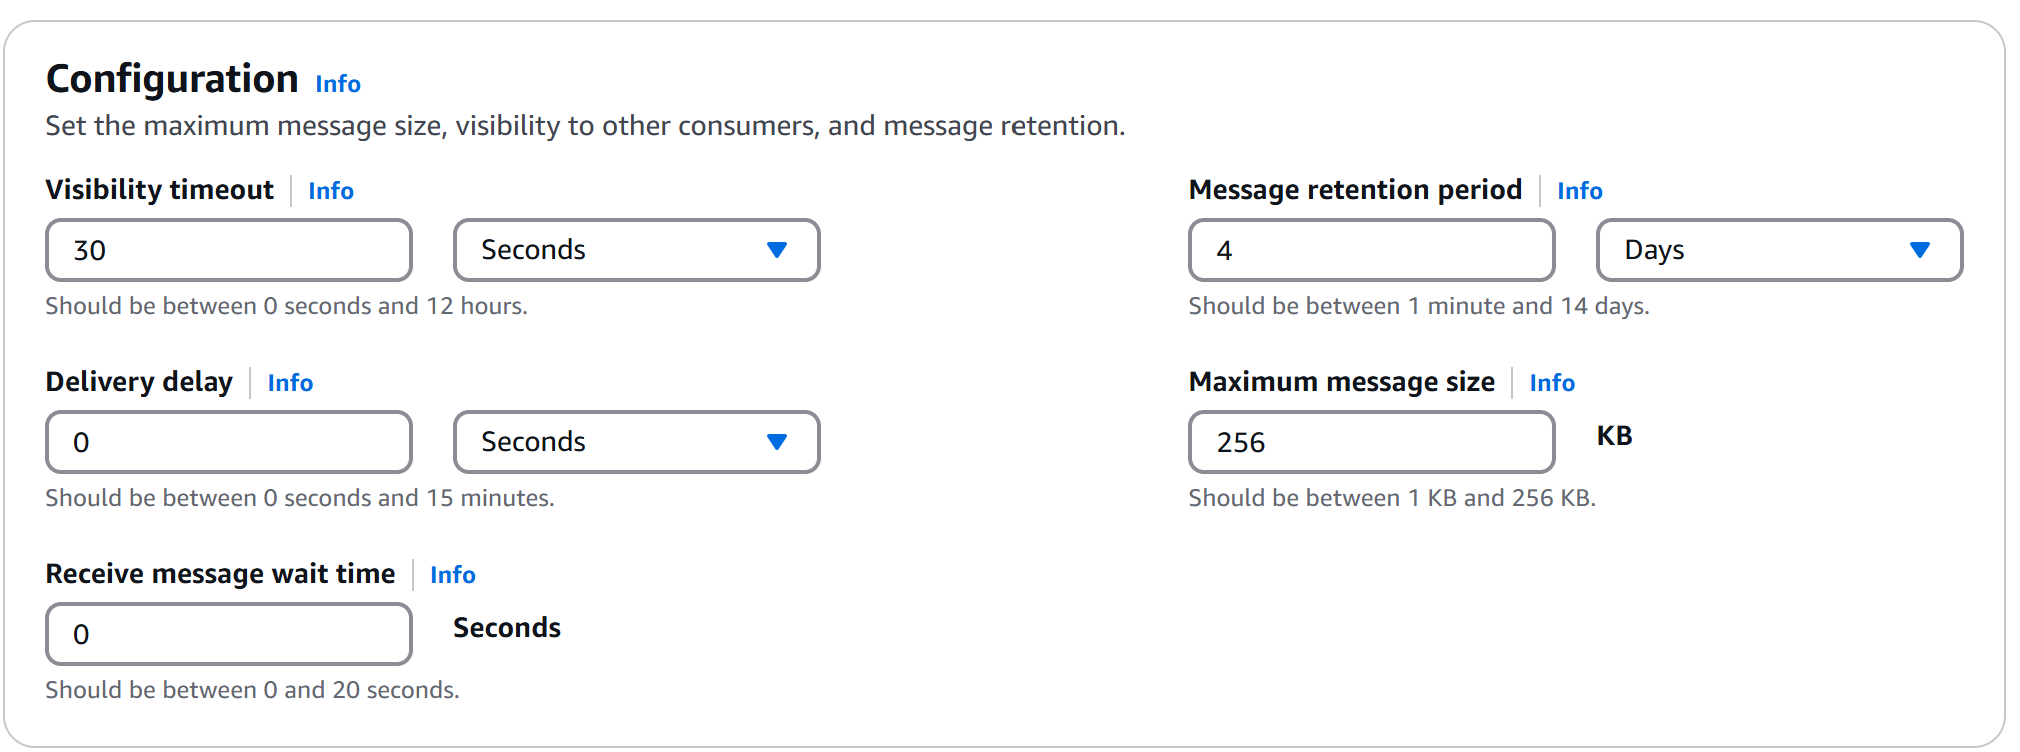 Configuration Info
Set the maximum message size, visibility to other consumers, and message retention.
Visibility timeout Info
30 Seconds
Should be between 0 seconds and 12 hours.
Message retention period Info
4 Days
Should be between 1 minute and 14 days.
Delivery delay Info
0 Seconds
Should be between 0 seconds and 15 minutes.
Maximum message size Info
256 KB
Should be between 1 KB and 256 KB.
Receive message wait time Info
0 Seconds
Should be between 0 and 20 seconds.